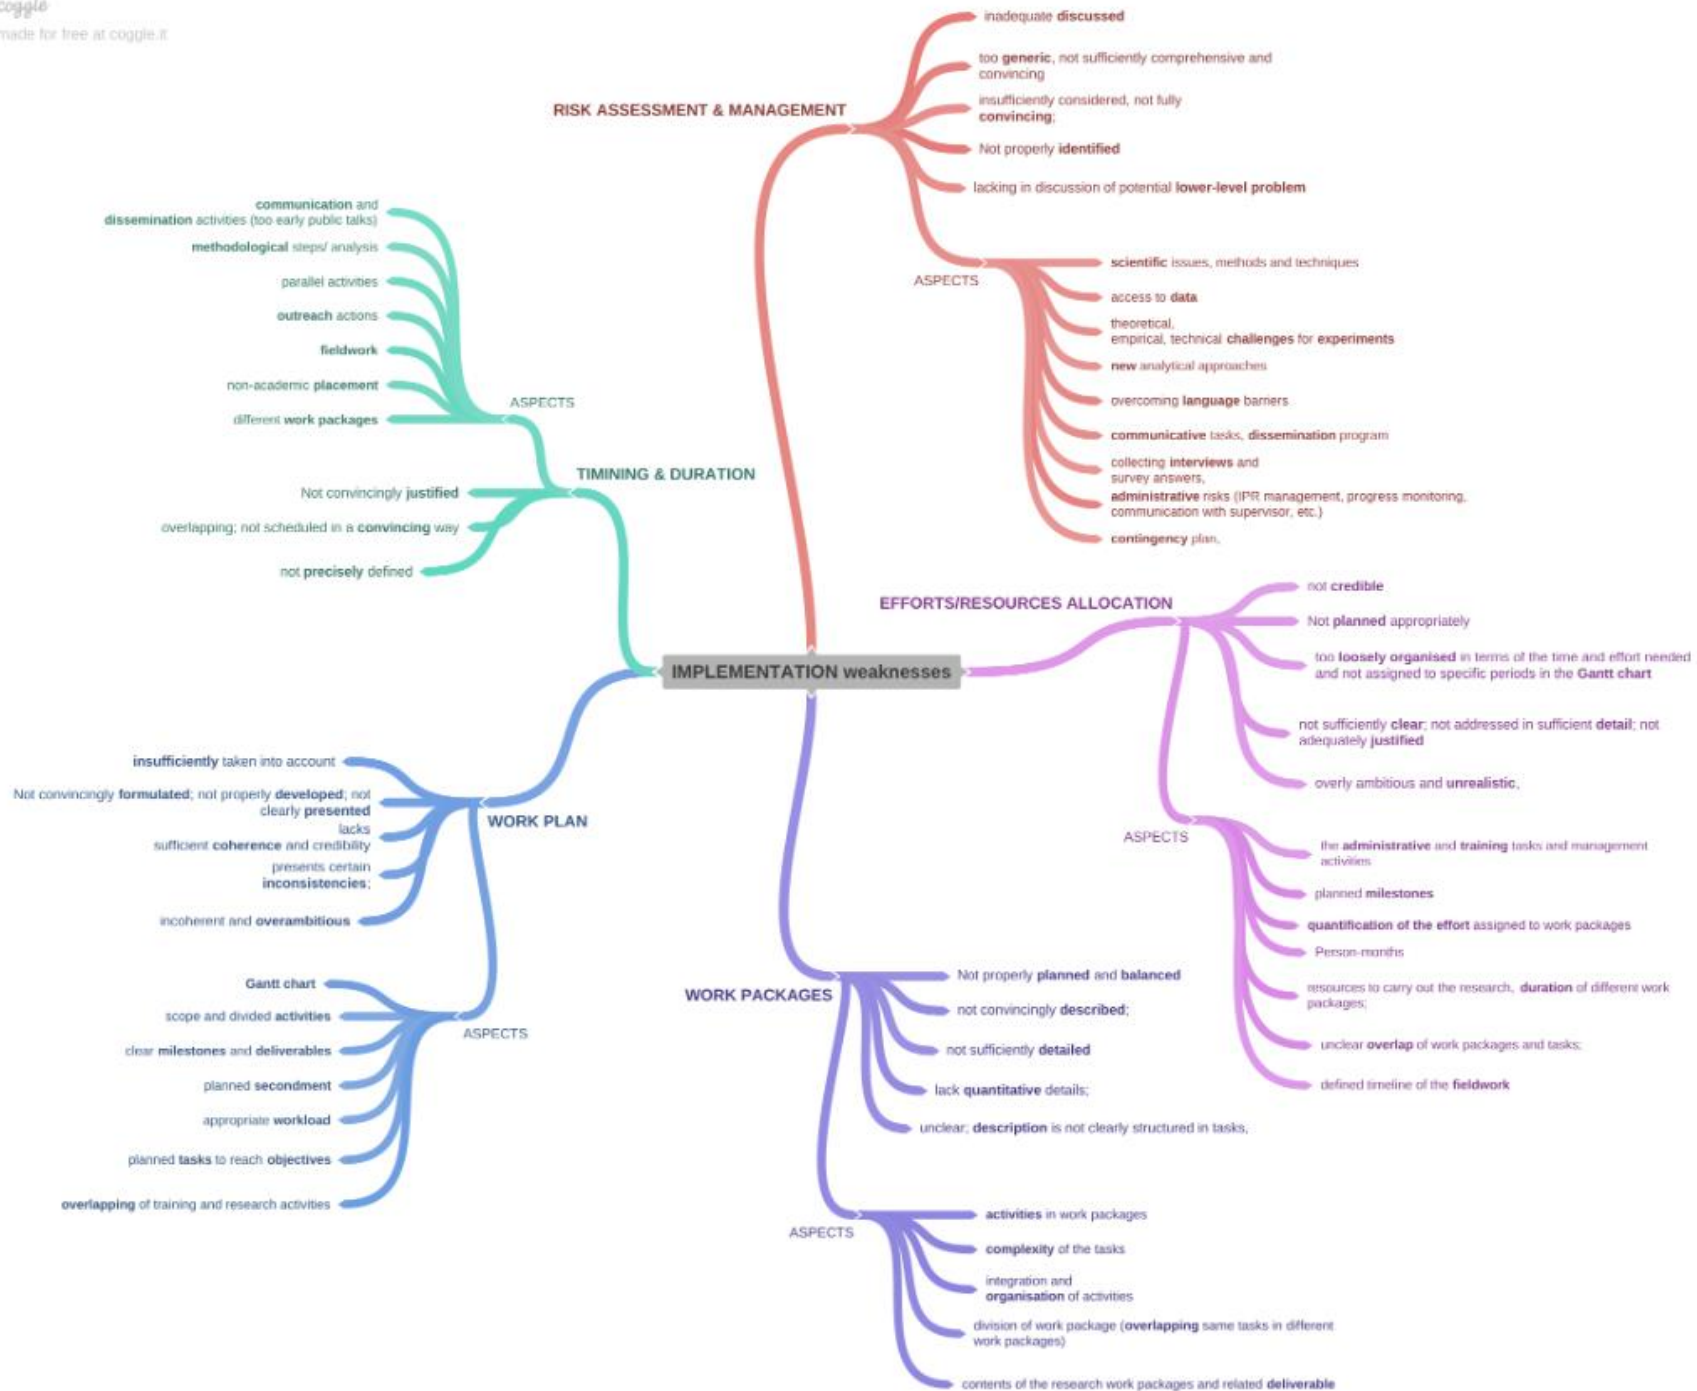 coggle
made for free at coggle.it
RISK ASSESSMENT & MANAGEMENT
inadequate discussed
too generic, not sufficiently comprehensive and
convincing
insufficiently considered, not fully
convincing;
Not properly identified
lacking in discussion of potential lower-level problem
ASPECTS
scientific issues, methods and techniques
access to data
theoretical,
empirical, technical challenges for experiments
new analytical approaches
overcoming language barriers
communicative tasks, dissemination program
collecting interviews and
survey answers,
administrative risks (IPR management, progress monitoring,
communication with supervisor, etc.)
contingency plan,
communication and
dissemination activities (too early public talks)
methodological steps/ analysis
parallel activities
outreach actions
fieldwork
non-academic placement
different work packages
ASPECTS
TIMINING & DURATION
Not convincingly justified
overlapping; not scheduled in a convincing way
not precisely defined
IMPLEMENTATION weaknesses
EFFORTS/RESOURCES ALLOCATION
not credible
Not planned appropriately
too loosely organised in terms of the time and effort needed
and not assigned to specific periods in the Gantt chart
not sufficiently clear; not addressed in sufficient detail; not
adequately justified
overly ambitious and unrealistic,
ASPECTS
the administrative and training tasks and management
activities
planned milestones
quantification of the effort assigned to work packages
Person-months
resources to carry out the research, duration of different work
packages;
unclear overlap of work packages and tasks;
defined timeline of the fieldwork
insufficiently taken into account
Not convincingly formulated; not properly developed; not
clearly presented
lacks
sufficient coherence and credibility
presents certain
inconsistencies;
incoherent and overambitious
WORK PLAN
Gantt chart
scope and divided activities
clear milestones and deliverables
planned secondment
appropriate workload
planned tasks to reach objectives
overlapping of training and research activities
ASPECTS
WORK PACKAGES
Not properly planned and balanced
not convincingly described;
not sufficiently detailed
lack quantitative details;
unclear; description is not clearly structured in tasks,
ASPECTS
activities in work packages
complexity of the tasks
integration and
organisation of activities
division of work package (overlapping same tasks in different
work packages)
contents of the research work packages and related deliverable